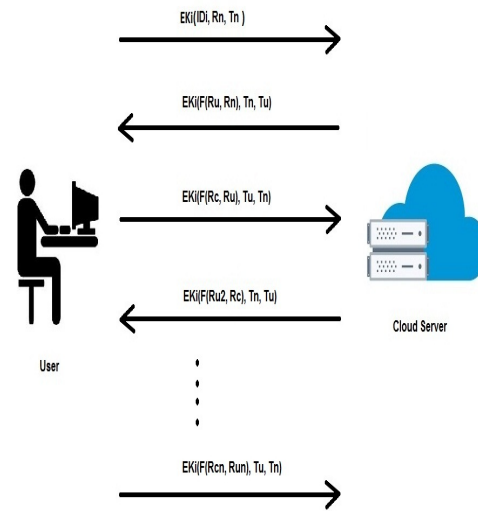 EKi(IDi, Rn, Tn )
EKi(F(Ru, Rn), Tn, Tu)
EKi(F(Rc, Ru), Tu, Tn)
EKi(F(Ru2, Rc), Tn, Tu)
Cloud Server
User
EKi(F(Rcn, Run), Tu, Tn)